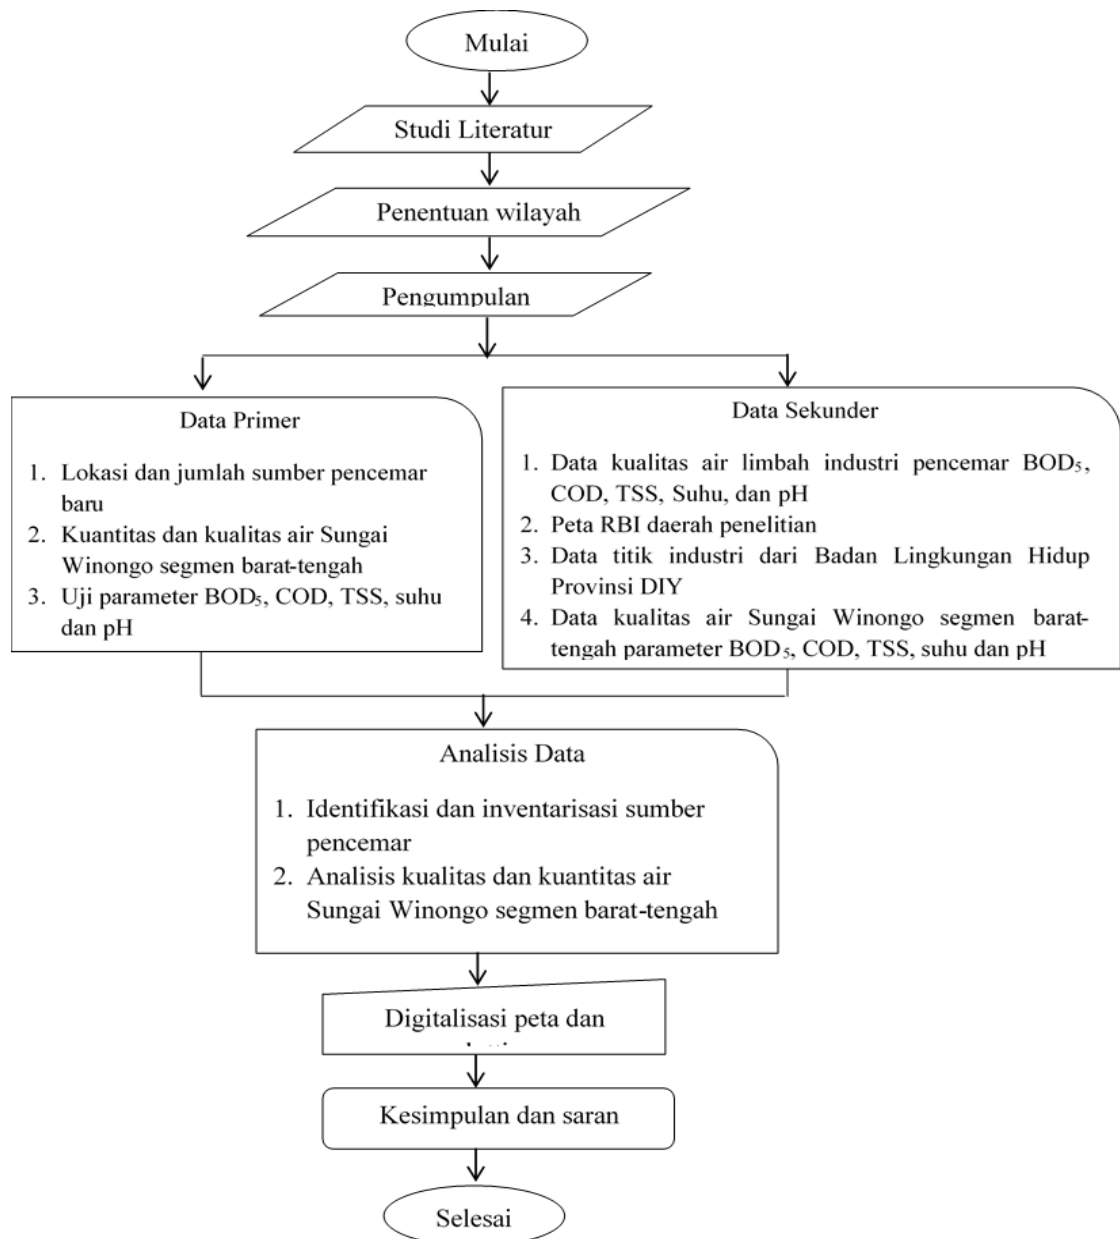 Mulai
Studi Literatur
Penentuan wilayah
Pengumpulan
Data Primer
1. Lokasi dan jumlah sumber pencemar
baru
2. Kuantitas dan kualitas air Sungai
Winongo segmen barat-tengah
3. Uji parameter BOD₅, COD, TSS, suhu
dan pH
Data Sekunder
1. Data kualitas air limbah industri pencemar BOD₅,
COD, TSS, Suhu, dan pH
2. Peta RBI daerah penelitian
3. Data titik industri dari Badan Lingkungan Hidup
Provinsi DIY
4. Data kualitas air Sungai Winongo segmen barat-
tengah parameter BOD₅, COD, TSS, suhu dan pH
Analisis Data
1. Identifikasi dan inventarisasi sumber
pencemar
2. Analisis kualitas dan kuantitas air
Sungai Winongo segmen barat-tengah
Digitalisasi peta dan
Kesimpulan dan saran
Selesai